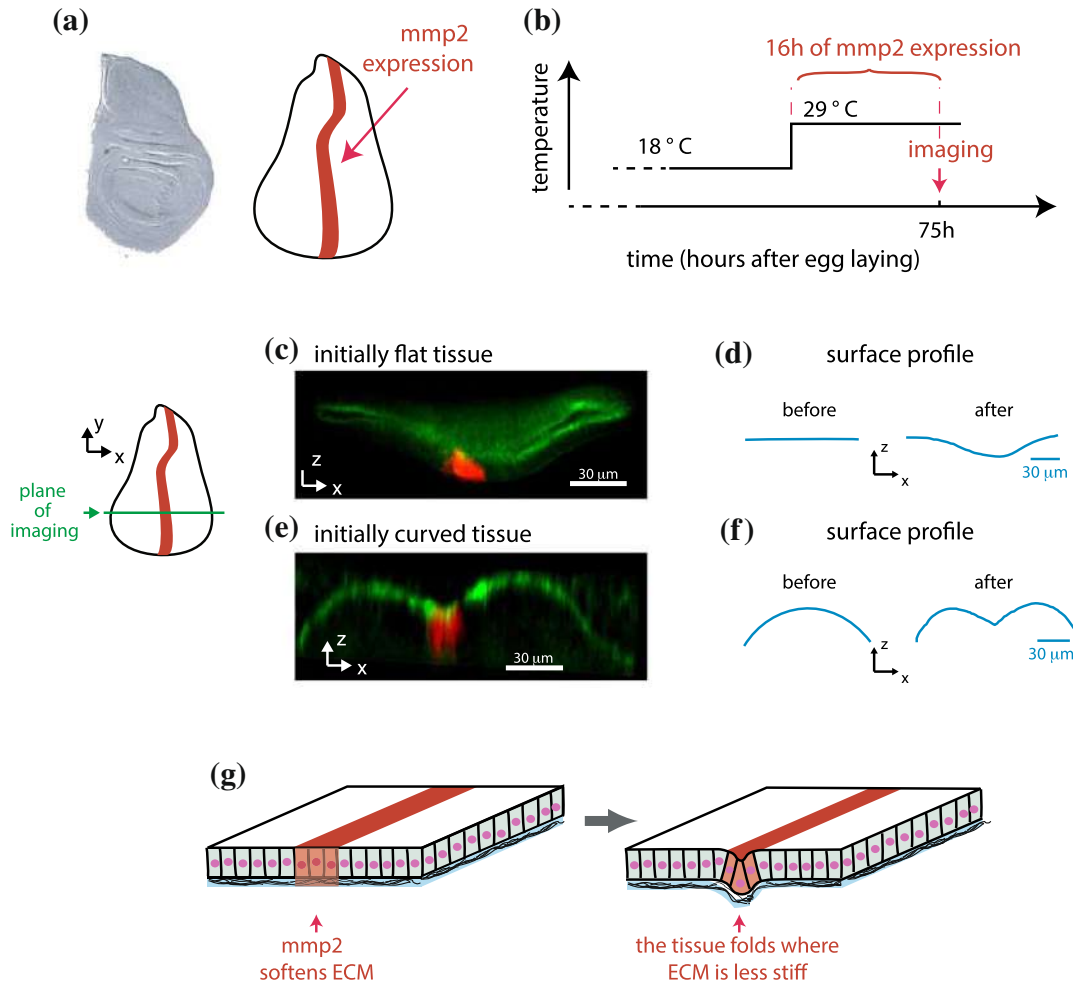 (a)
mmp2
expression
(b)
16h of mmp2 expression
temperature
29 ° C
18 ° C
imaging
75h
time (hours after egg laying)
y
x
plane
of
imaging
(c) initially flat tissue
z
x
30 μm
(d) surface profile
before
after
z
x
30 μm
(e) initially curved tissue
z
x
30 μm
(f) surface profile
before
after
z
x
30 μm
(g)
mmp2
softens ECM
the tissue folds where
ECM is less stiff